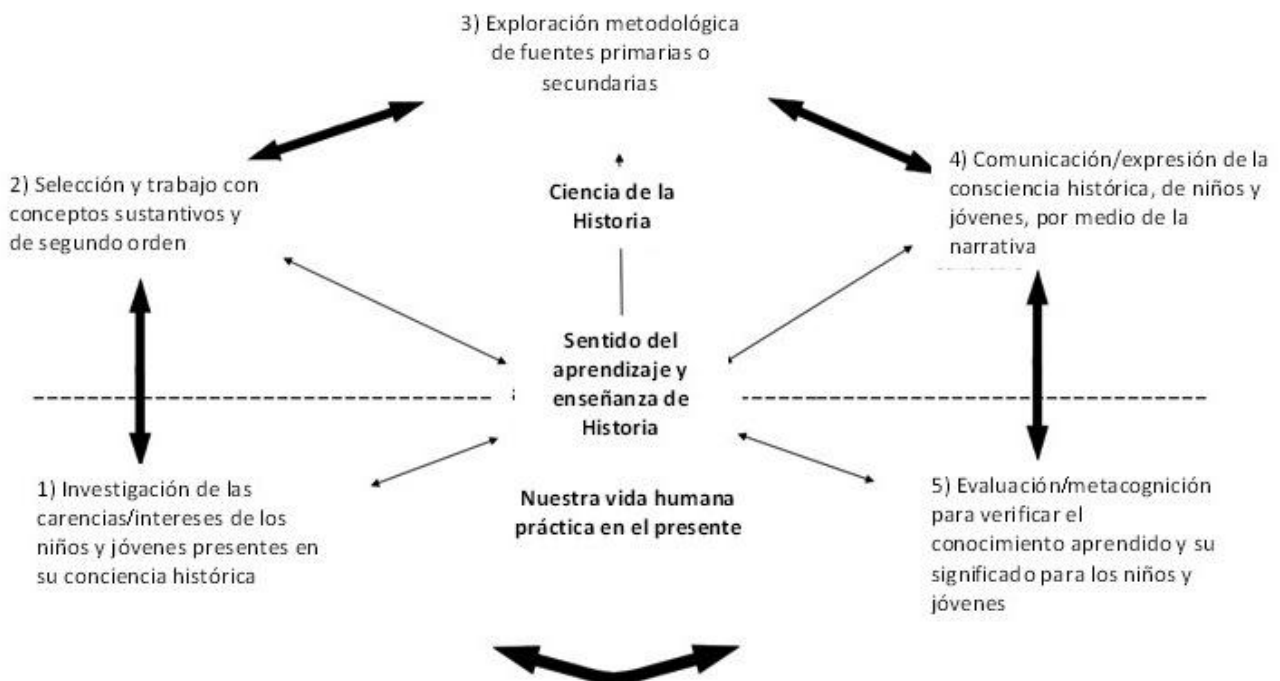 3) Exploración metodológica
de fuentes primarias o
secundarias
2) Selección y trabajo con
conceptos sustantivos y
de segundo orden
Ciencia de la
Historia
4) Comunicación/expresión de la
consciencia histórica, de niños y
jóvenes, por medio de la
narrativa
Sentido del
aprendizaje y
enseñanza de
Historia
1) Investigación de las
carencias/intereses de los
niños y jóvenes presentes en
su conciencia histórica
Nuestra vida humana
práctica en el presente
5) Evaluación/metacognición
para verificar el
conocimiento aprendido y su
significado para los niños y
jóvenes